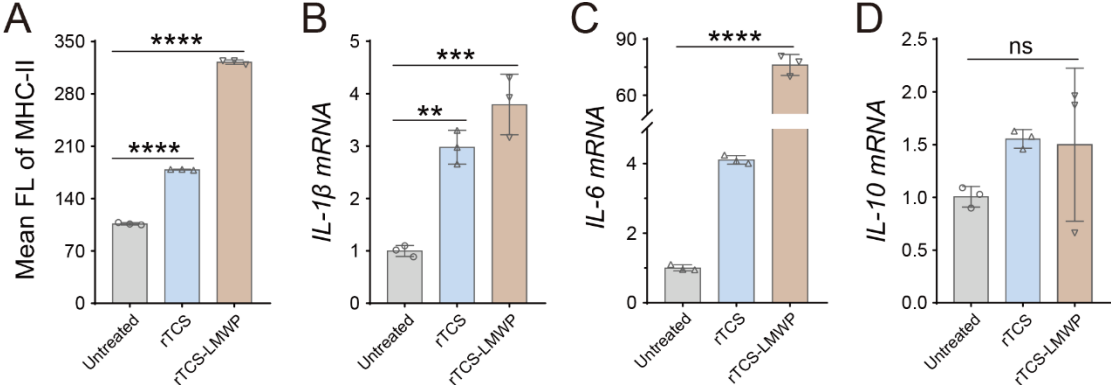 A
Mean FL of MHC-II
350
280
210
140
70
0
****
****
Untreated
rTCS
rTCS-LMWP
B
IL-1β mRNA
5
4
3
2
1
0
***
**
Untreated
rTCS
rTCS-LMWP
C
IL-6 mRNA
90
60
4
2
0
****
Untreated
rTCS
rTCS-LMWP
D
IL-10 mRNA
2.5
2.0
1.5
1.0
0.5
0.0
ns
Untreated
rTCS
rTCS-LMWP